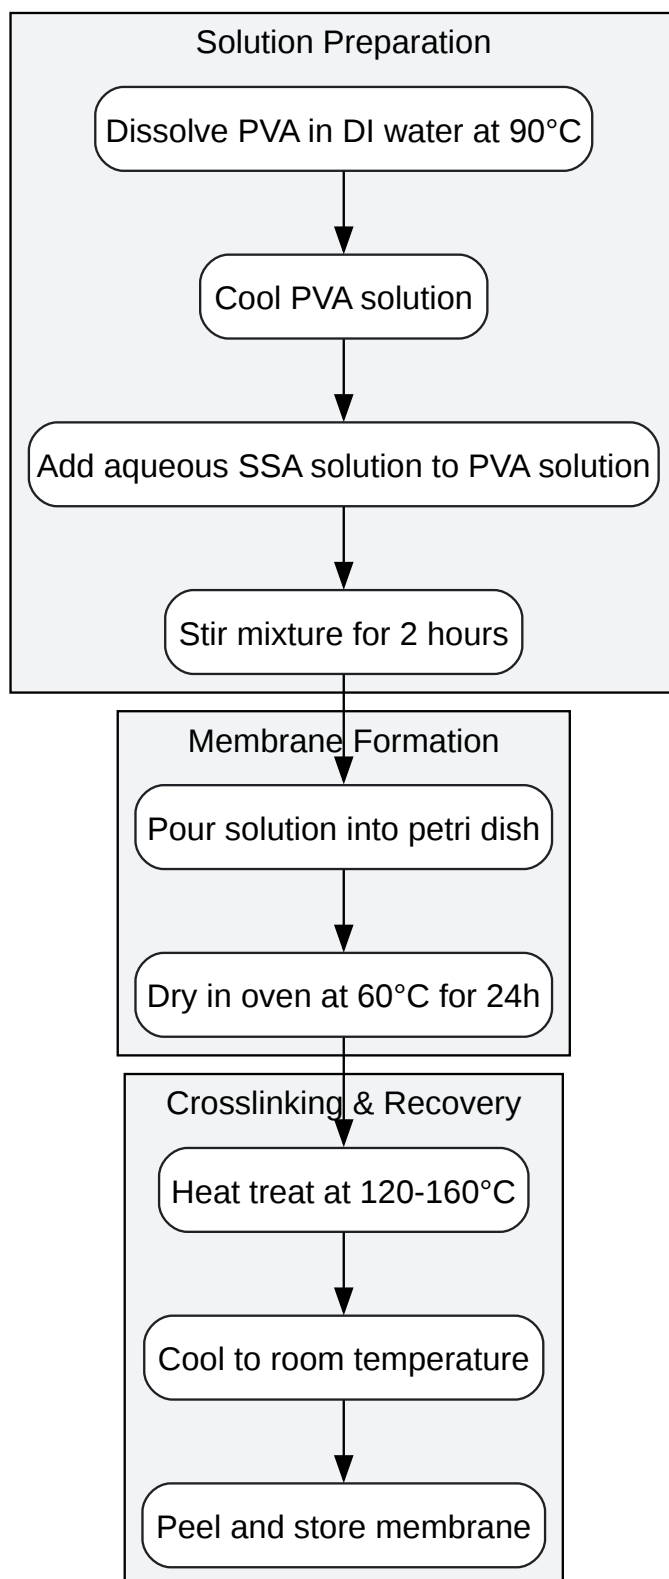 Solution Preparation
Dissolve PVA in DI water at 90°C
Cool PVA solution
Add aqueous SSA solution to PVA solution
Stir mixture for 2 hours
Membrane Formation
Pour solution into petri dish
Dry in oven at 60°C for 24h
Crosslinking & Recovery
Heat treat at 120-160°C
Cool to room temperature
Peel and store membrane